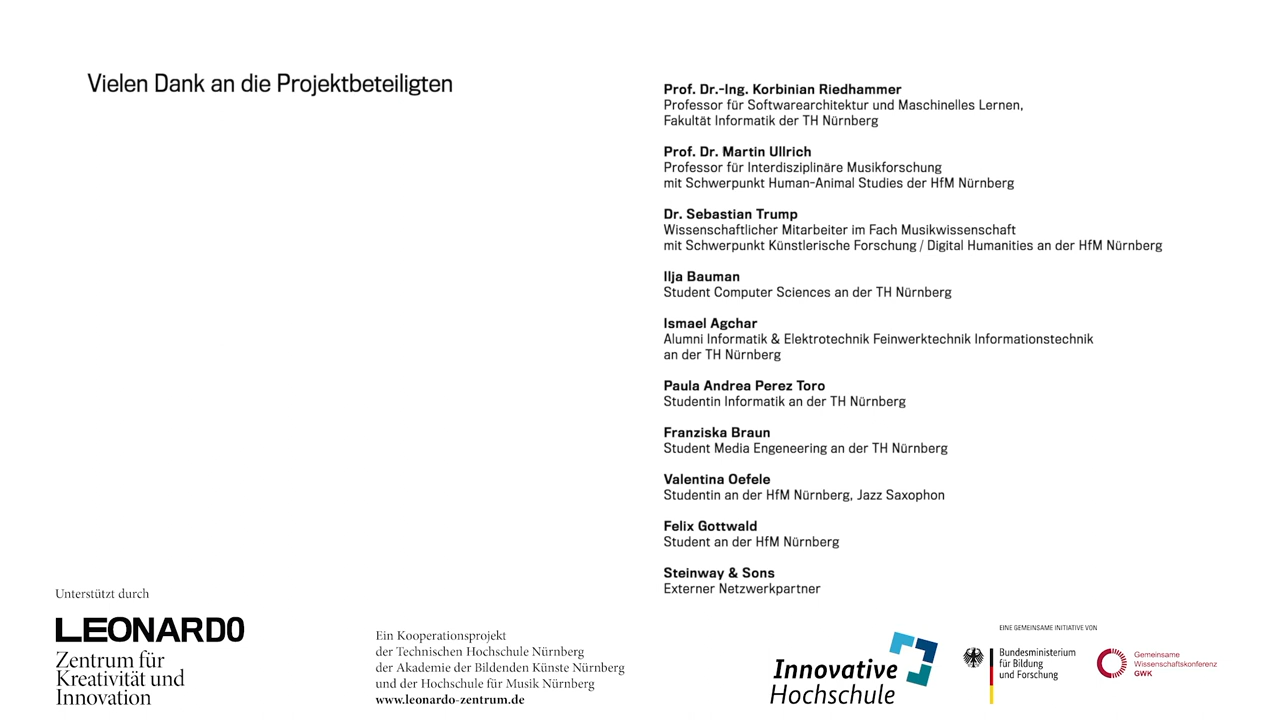 Vielen Dank an die Projektbeteiligten
Prof. Dr.-Ing. Korbinian Riedhammer
Professor für Softwarearchitektur und Maschinelles Lernen,
Fakultät Informatik der TH Nürnberg
Prof. Dr. Martin Ullrich
Professor für Interdisziplinäre Musikforschung
mit Schwerpunkt Human-Animal Studies der HfM Nürnberg
Dr. Sebastian Trump
Wissenschaftlicher Mitarbeiter im Fach Musikwissenschaft
mit Schwerpunkt Künstlerische Forschung / Digital Humanities an der HfM Nürnberg
Ilja Bauman
Student Computer Sciences an der TH Nürnberg
Ismael Agchar
Alumni Informatik & Elektrotechnik Feinwerktechnik Informationstechnik
an der TH Nürnberg
Paula Andrea Perez Toro
Studentin Informatik an der TH Nürnberg
Franziska Braun
Student Media Engeneering an der TH Nürnberg
Valentina Oefele
Studentin an der HfM Nürnberg, Jazz Saxophon
Felix Gottwald
Student an der HfM Nürnberg
Steinway & Sons
Externer Netzwerkpartner
Unterstützt durch
LEONARDO
Zentrum für
Kreativität und
Innovation
Ein Kooperationsprojekt
der Technischen Hochschule Nürnberg
der Akademie der Bildenden Künste Nürnberg
und der Hochschule für Musik Nürnberg
www.leonardo-zentrum.de
Innovative
Hochschule
EINE GEMEINSAME INITIATIVE VON
Bundesministerium
für Bildung
und Forschung
Gemeinsame
Wissenschaftskonferenz
GWK